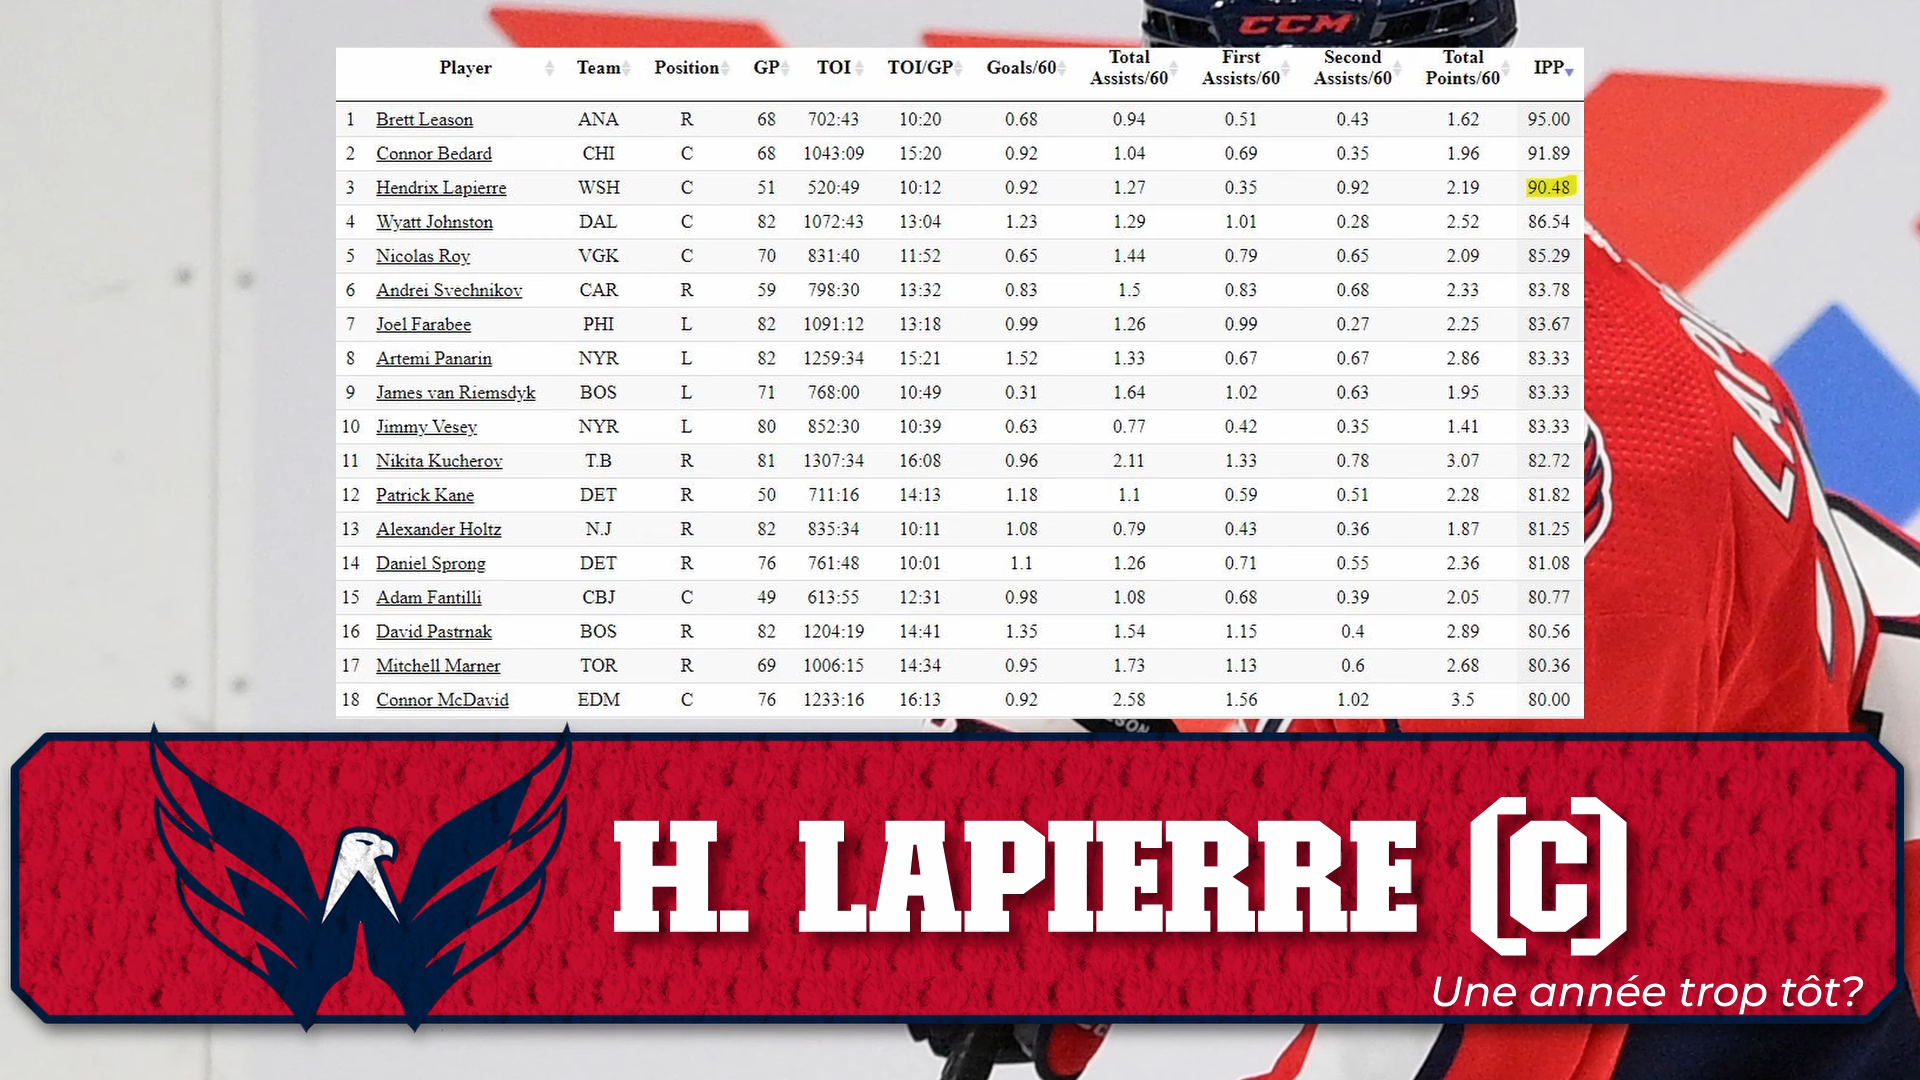 CCM
Player Team Position GP TOI TOI/GP Goals/60 Total Assists/60 First Assists/60 Second Assists/60 Total Points/60 IPP
1 Brett Leason ANA R 68 702:43 10:20 0.68 0.94 0.51 0.43 1.62 95.00
2 Connor Bedard CHI C 68 1043:09 15:20 0.92 1.04 0.69 0.35 1.96 91.89
3 Hendrix Lapierre WSH C 51 520:49 10:12 0.92 1.27 0.35 0.92 2.19 90.48
4 Wyatt Johnston DAL C 82 1072:43 13:04 1.23 1.29 1.01 0.28 2.52 86.54
5 Nicolas Roy VGK C 70 831:40 11:52 0.65 1.44 0.79 0.65 2.09 85.29
6 Andrei Svechnikov CAR R 59 798:30 13:32 0.83 1.5 0.83 0.68 2.33 83.78
7 Joel Farabee PHI L 82 1091:12 13:18 0.99 1.26 0.99 0.27 2.25 83.67
8 Artemi Panarin NYR L 82 1259:34 15:21 1.52 1.33 0.67 0.67 2.86 83.33
9 James van Riemsdyk BOS L 71 768:00 10:49 0.31 1.64 1.02 0.63 1.95 83.33
10 Jimmy Vesey NYR L 80 852:30 10:39 0.63 0.77 0.42 0.35 1.41 83.33
11 Nikita Kucherov T.B R 81 1307:34 16:08 0.96 2.11 1.33 0.78 3.07 82.72
12 Patrick Kane DET R 50 711:16 14:13 1.18 1.1 0.59 0.51 2.28 81.82
13 Alexander Holtz N.J R 82 835:34 10:11 1.08 0.79 0.43 0.36 1.87 81.25
14 Daniel Sprong DET R 76 761:48 10:01 1.1 1.26 0.71 0.55 2.36 81.08
15 Adam Fantilli CBJ C 49 613:55 12:31 0.98 1.08 0.68 0.39 2.05 80.77
16 David Pastrnak BOS R 82 1204:19 14:41 1.35 1.54 1.15 0.4 2.89 80.56
17 Mitchell Marner TOR R 69 1006:15 14:34 0.95 1.73 1.13 0.6 2.68 80.36
18 Connor McDavid EDM C 76 1233:16 16:13 0.92 2.58 1.56 1.02 3.5 80.00
H. LAPIERRE (C)
Une année trop tôt?